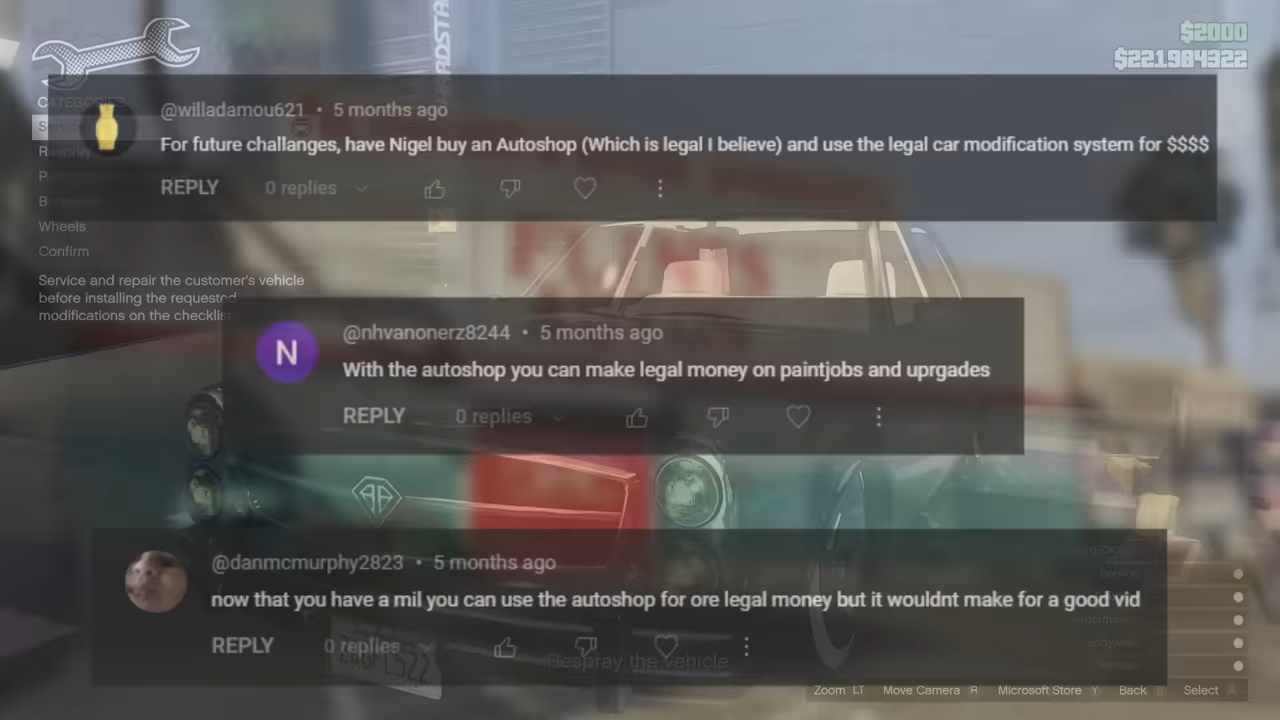 $2000
$221984322
CATEGORIES
@willadamou621 • 5 months ago
For future challanges, have Nigel buy an Autoshop (Which is legal I believe) and use the legal car modification system for $$$$
REPLY 0 replies
Respray
Wheels
Confirm
Service and repair the customer's vehicle
before installing the requested
modifications on the checklist
N
@nhvanonerz8244 • 5 months ago
With the autoshop you can make legal money on paintjobs and uprgades
REPLY 0 replies
@danmcmurphy2823 • 5 months ago
now that you have a mil you can use the autoshop for ore legal money but it wouldnt make for a good vid
REPLY 0 replies
Respray the vehicle
Zoom LT Move Camera R Microsoft Store Y Back B Select A